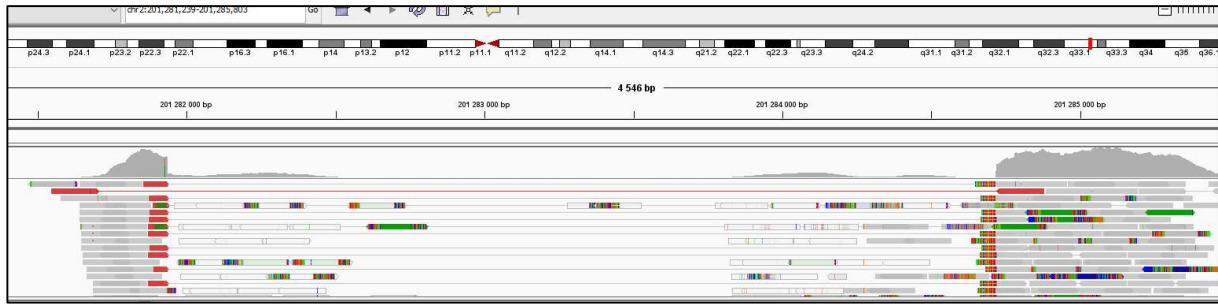 chr2:201,281,239-201,285,803 Go
p24.3 p24.1 p23.2 p22.3 p22.1 p16.3 p16.1 p14 p13.2 p12 p11.2 p11.1 q11.2 q12.2 q14.1 q14.3 q21.2 q22.1 q22.3 q23.3 q24.2 q31.1 q31.2 q32.1 q32.3 q33.1 q33.3 q34 q35 q36.1
4 546 bp
201 282 000 bp 201 283 000 bp 201 284 000 bp 201 285 000 bp